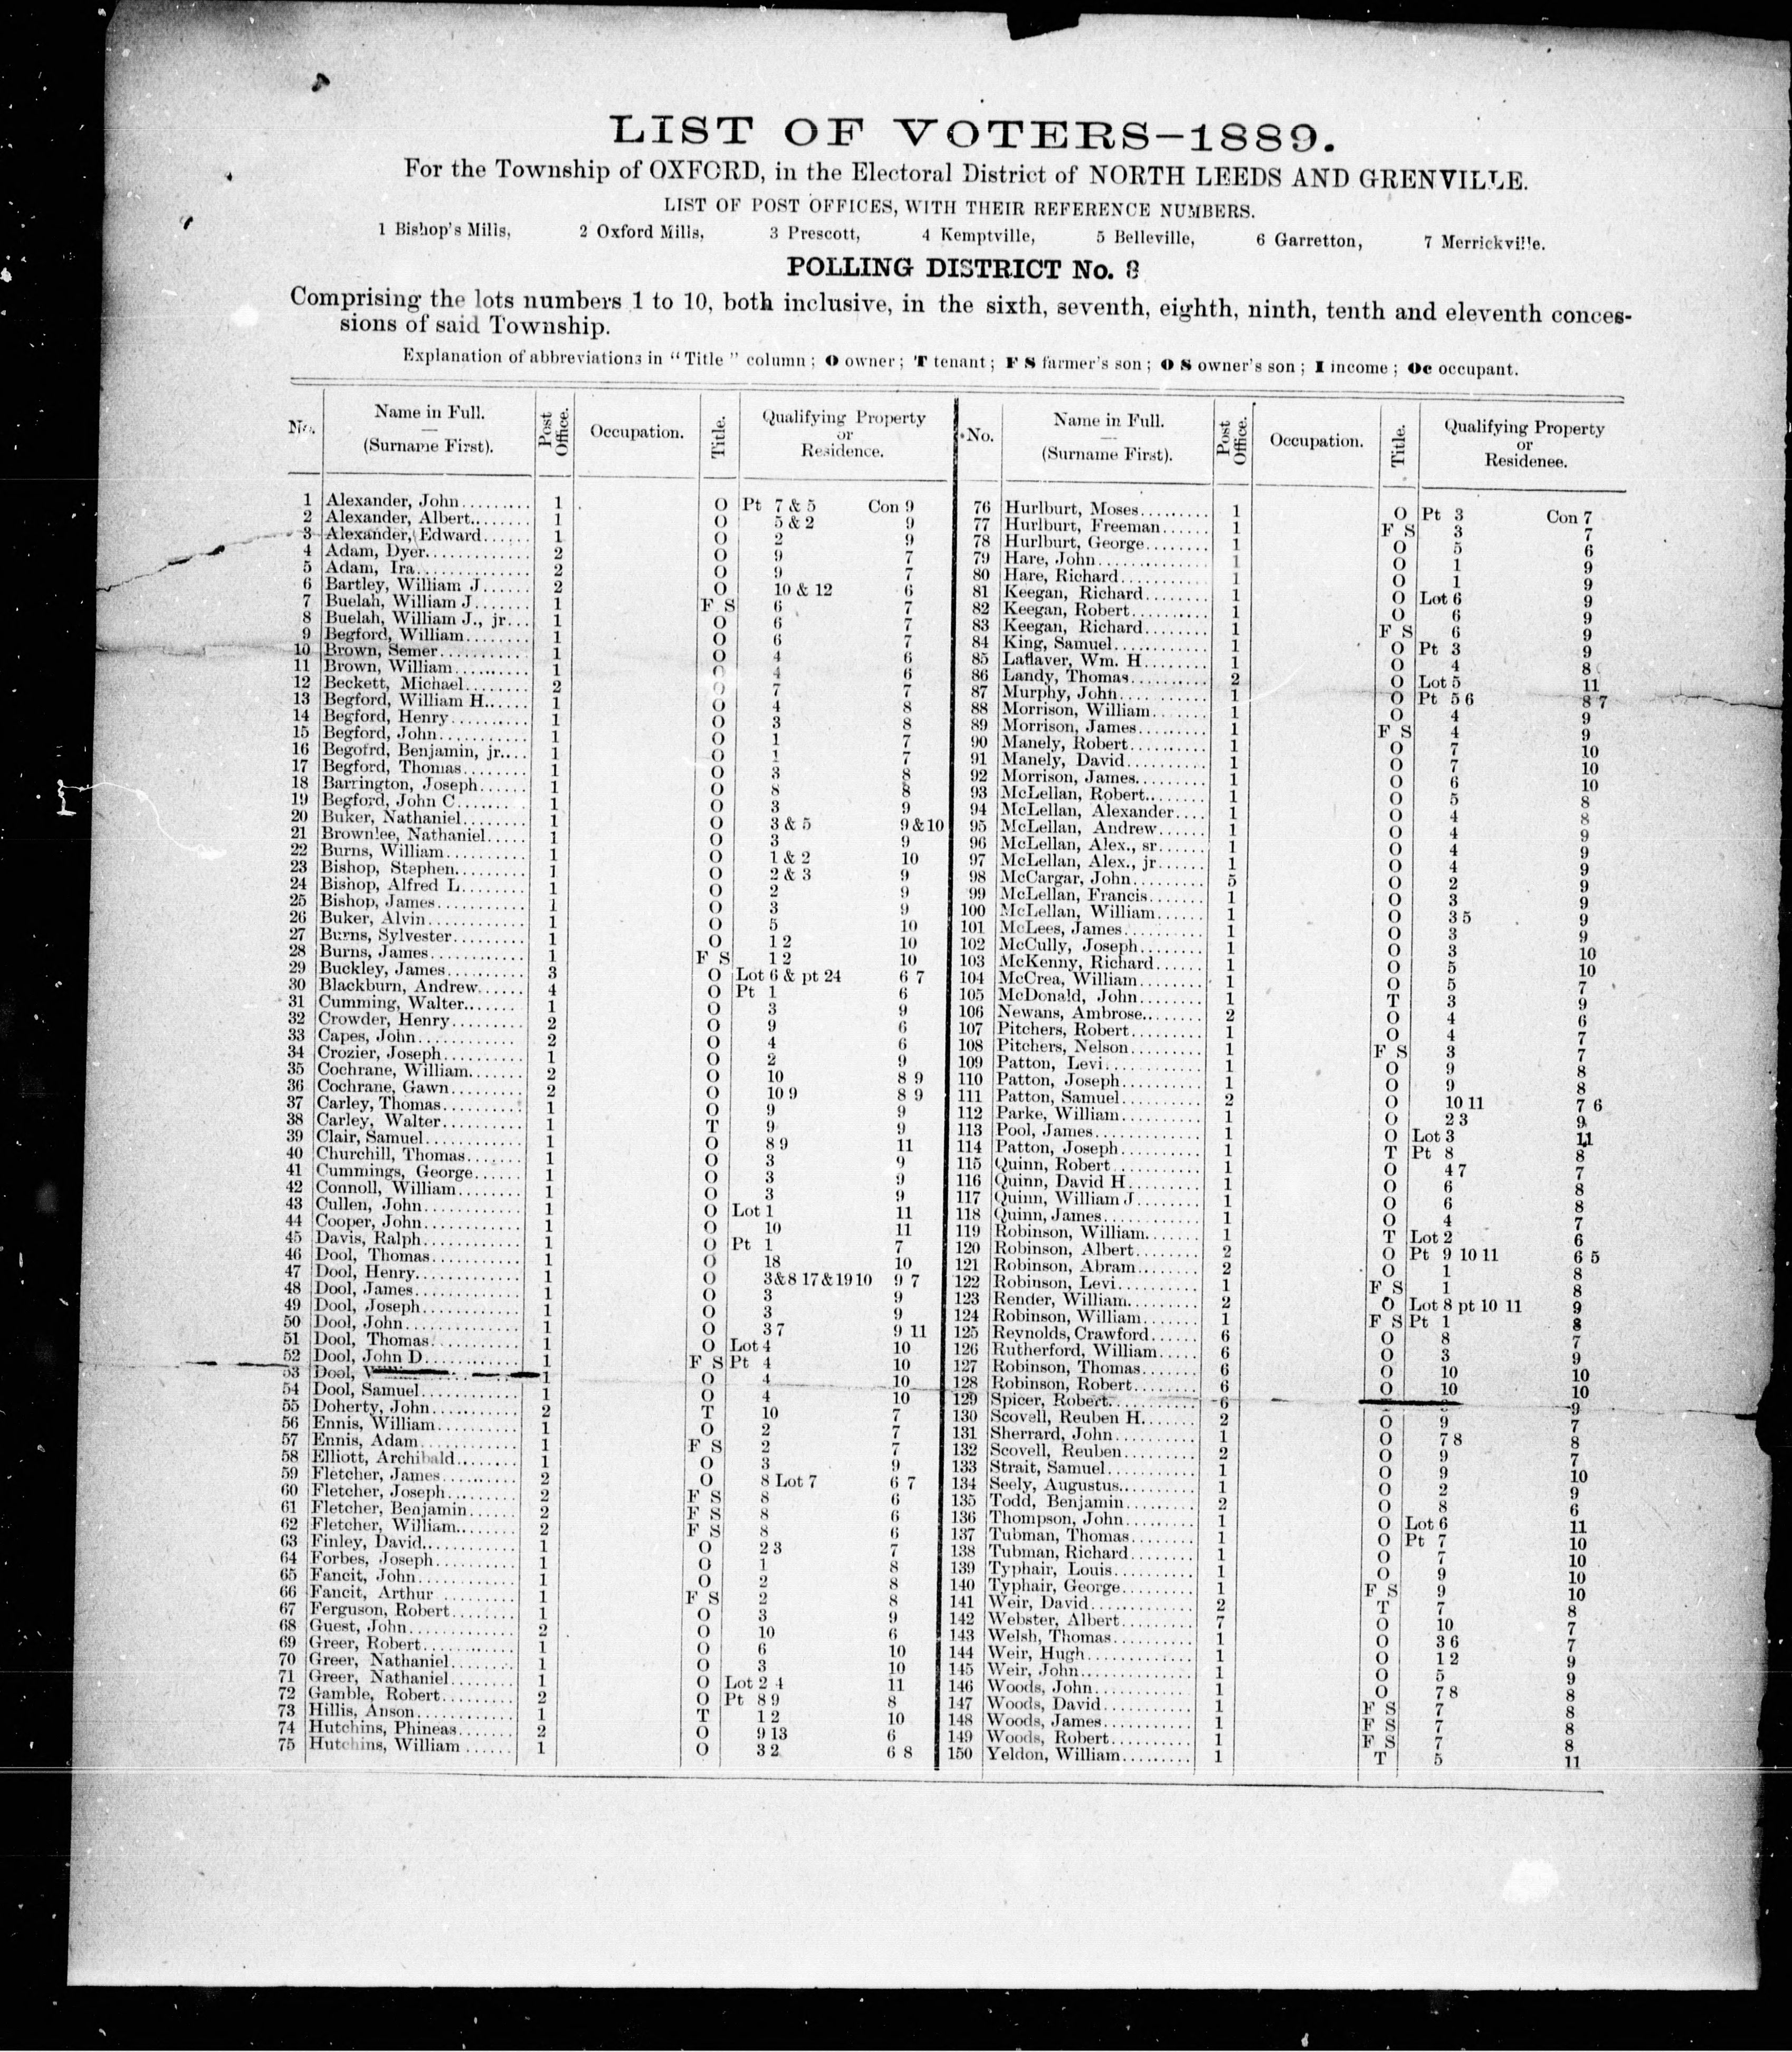 LIST OF VOTERS-1889.
For the Township of OXFORD, in the Electoral District of NORTH LEEDS AND GRENVILLE.
LIST OF POST OFFICES, WITH THEIR REFERENCE NUMBERS.
1 Bishop's Mills, 2 Oxford Mills, 3 Prescott, 4 Kemptville, 5 Belleville, 6 Garretton, 7 Merrickville.
POLLING DISTRICT No. 8
Comprising the lots numbers 1 to 10, both inclusive, in the sixth, seventh, eighth, ninth, tenth and eleventh conces-
sions of said Township.
Explanation of abbreviations in "Title" column; O owner; T tenant; F S farmer's son; O S owner's son; I income; Oc occupant.
No. Name in Full. (Surname First). Post Office. Occupation. Title. Qualifying Property or Residence.
1 Alexander, John 1 O Pt 7 & 5 Con 9
2 Alexander, Albert 1 O 5 & 2 9
3 Alexander, Edward 1 O 2 9
4 Adam, Dyer 2 O 9 7
5 Adam, Ira 2 O 9 7
6 Bartley, William J 2 O 10 & 12 6
7 Buelah, William J 1 F S 6 7
8 Buelah, William J., jr 1 O 6 7
9 Begford, William 1 O 6 7
10 Brown, Semer 1 O 4 6
11 Brown, William 1 O 4 6
12 Beckett, Michael 2 O 7 7
13 Begford, William H. 1 O 4 8
14 Begford, Henry 1 O 3 8
15 Begford, John 1 O 1 7
16 Begofrd, Benjamin, jr. 1 O 1 7
17 Begford, Thomas 1 O 3 8
18 Barrington, Joseph 1 O 8 8
19 Begford, John C 1 O 3 9
20 Buker, Nathaniel 1 O 3 & 5 9 & 10
21 Brownlee, Nathaniel 1 O 3 9
22 Burns, William 1 O 1 & 2 10
23 Bishop, Stephen 1 O 2 & 3 9
24 Bishop, Alfred L 1 O 2 9
25 Bishop, James 1 O 3 9
26 Buker, Alvin 1 O 5 10
27 Burns, Sylvester 1 O 1 2 10
28 Burns, James 1 F S 1 2 10
29 Buckley, James 3 O Lot 6 & pt 24 6 7
30 Blackburn, Andrew 4 O Pt 1 6
31 Cumming, Walter 1 O 3 9
32 Crowder, Henry 2 O 9 6
33 Capes, John 2 O 4 6
34 Crozier, Joseph 1 O 2 9
35 Cochrane, William 2 O 10 8 9
36 Cochrane, Gawn 2 O 10 9 8 9
37 Carley, Thomas 1 O 9 9
38 Carley, Walter 1 T 9 9
39 Clair, Samuel 1 O 8 9 11
40 Churchill, Thomas 1 O 3 9
41 Cummings, George 1 O 3 9
42 Connoll, William 1 O 3 9
43 Cullen, John 1 O Lot 1 11
44 Cooper, John 1 O 10 11
45 Davis, Ralph 1 O Pt 1 7
46 Dool, Thomas 1 O 18 10
47 Dool, Henry 1 O 3&8 17&19 10 9 7
48 Dool, James 1 O 3 9
49 Dool, Joseph 1 O 3 9
50 Dool, John 1 O 3 7 9 11
51 Dool, Thomas 1 O Lot 4 10
52 Dool, John D 1 F S Pt 4 10
53 Dool, 1 O 4 10
54 Dool, Samuel 1 O 4 10
55 Doherty, John 2 T 10 7
56 Ennis, William 1 O 2 7
57 Ennis, Adam 1 F S 2 7
58 Elliott, Archibald 1 O 3 9
59 Fletcher, James 2 O 8 Lot 7 6 7
60 Fletcher, Joseph 2 F S 8 6
61 Fletcher, Benjamin 2 F S 8 6
62 Fletcher, William 2 F S 8 6
63 Finley, David 1 O 2 3 7
64 Forbes, Joseph 1 O 1 8
65 Fancit, John 1 O 2 8
66 Fancit, Arthur 1 F S 2 8
67 Ferguson, Robert 1 O 3 9
68 Guest, John 2 O 10 6
69 Greer, Robert 1 O 6 10
70 Greer, Nathaniel 1 O 3 10
71 Greer, Nathaniel 1 O Lot 2 4 11
72 Gamble, Robert 2 O Pt 8 9 8
73 Hillis, Anson 1 T 1 2 10
74 Hutchins, Phineas 2 O 9 13 6
75 Hutchins, William 1 O 3 2 6 8
No. Name in Full. (Surname First). Post Office. Occupation. Title. Qualifying Property or Residenee.
76 Hurlburt, Moses 1 O Pt 3 Con 7
77 Hurlburt, Freeman 1 F S 3 7
78 Hurlburt, George 1 O 5 6
79 Hare, John 1 O 1 9
80 Hare, Richard 1 O 1 9
81 Keegan, Richard 1 O Lot 6 9
82 Keegan, Robert 1 O 6 9
83 Keegan, Richard 1 F S 6 9
84 King, Samuel 1 O Pt 3 9
85 Laflaver, Wm. H 1 O 4 8
86 Landy, Thomas 2 O Lot 5 11
87 Murphy, John 1 O Pt 5 6 8 7
88 Morrison, William 1 O 4 9
89 Morrison, James 1 F S 4 9
90 Manely, Robert 1 O 7 10
91 Manely, David 1 O 7 10
92 Morrison, James 1 O 6 10
93 McLellan, Robert 1 O 5 8
94 McLellan, Alexander 1 O 4 8
95 McLellan, Andrew 1 O 4 9
96 McLellan, Alex., sr 1 O 4 9
97 McLellan, Alex., jr 1 O 4 9
98 McCargar, John 5 O 2 9
99 McLellan, Francis 1 O 3 9
100 McLellan, William 1 O 3 5 9
101 McLees, James 1 O 3 9
102 McCully, Joseph 1 O 3 10
103 McKenny, Richard 1 O 5 10
104 McCrea, William 1 O 5 7
105 McDonald, John 1 T 3 9
106 Newans, Ambrose 2 O 4 6
107 Pitchers, Robert 1 O 4 7
108 Pitchers, Nelson 1 F S 3 7
109 Patton, Levi 1 O 9 8
110 Patton, Joseph 1 O 9 8
111 Patton, Samuel 2 O 10 11 7 6
112 Parke, William 1 O 2 3 9
113 Pool, James 1 O Lot 3 11
114 Patton, Joseph 1 T Pt 8 8
115 Quinn, Robert 1 O 4 7 7
116 Quinn, David H 1 O 6 8
117 Quinn, William J 1 O 6 8
118 Quinn, James 1 O 4 7
119 Robinson, William 1 T Lot 2 6
120 Robinson, Albert 2 O Pt 9 10 11 6 5
121 Robinson, Abram 2 O 1 8
122 Robinson, Levi 1 F S 1 8
123 Render, William 2 O Lot 8 pt 10 11 9
124 Robinson, William 1 F S Pt 1 8
125 Reynolds, Crawford 6 O 8 7
126 Rutherford, William 6 O 3 9
127 Robinson, Thomas 6 O 10 10
128 Robinson, Robert 6 O 10 10
129 Spicer, Robert 6 9
130 Scovell, Reuben H 2 O 9 7
131 Sherrard, John 1 O 7 8 8
132 Scovell, Reuben 2 O 9 7
133 Strait, Samuel 1 O 9 10
134 Seely, Augustus 1 O 2 9
135 Todd, Benjamin 2 O 8 6
136 Thompson, John 1 O Lot 6 11
137 Tubman, Thomas 1 O Pt 7 10
138 Tubman, Richard 1 O 7 10
139 Typhair, Louis 1 O 9 10
140 Typhair, George 1 F S 9 10
141 Weir, David 2 T 7 8
142 Webster, Albert 7 O 10 7
143 Welsh, Thomas 1 O 3 6 7
144 Weir, Hugh 1 O 1 2 9
145 Weir, John 1 O 5 9
146 Woods, John 1 O 7 8 8
147 Woods, David 1 F S 7 8
148 Woods, James 1 F S 7 8
149 Woods, Robert 1 F S 7 8
150 Yeldon, William 1 T 5 11